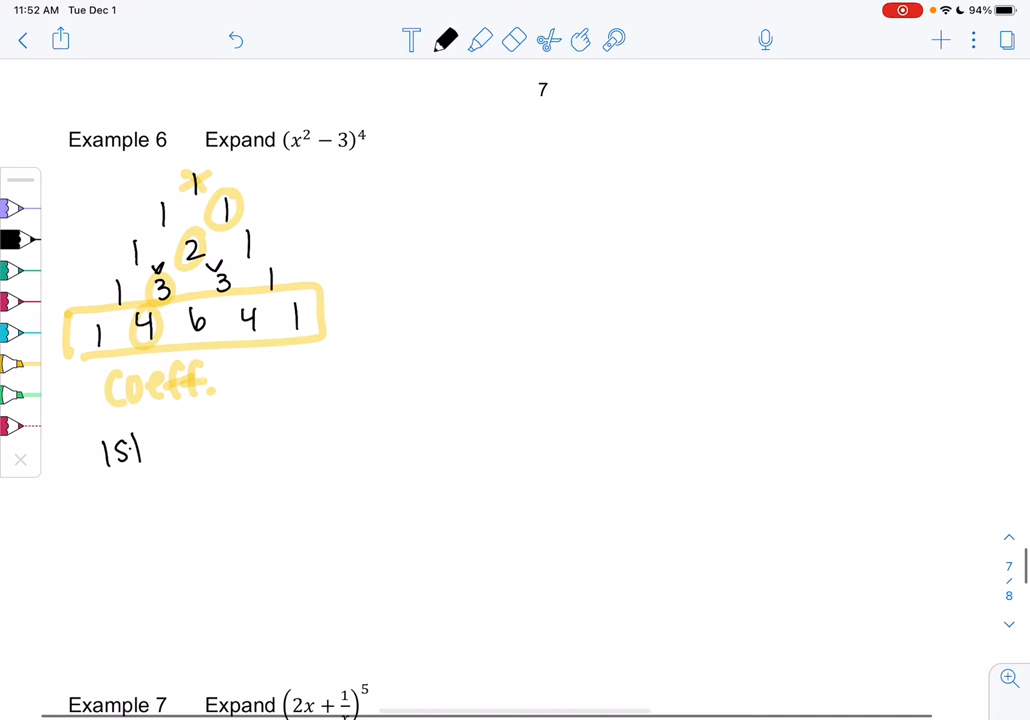 11:52 AM Tue Dec 1
94%
T
7
Example 6 Expand (x² − 3)⁴
1
1 1
1 2 1
1 3 3 1
1 4 6 4 1
coeff.
7
/
8
Example 7 Expand (2x + 1/x)⁵